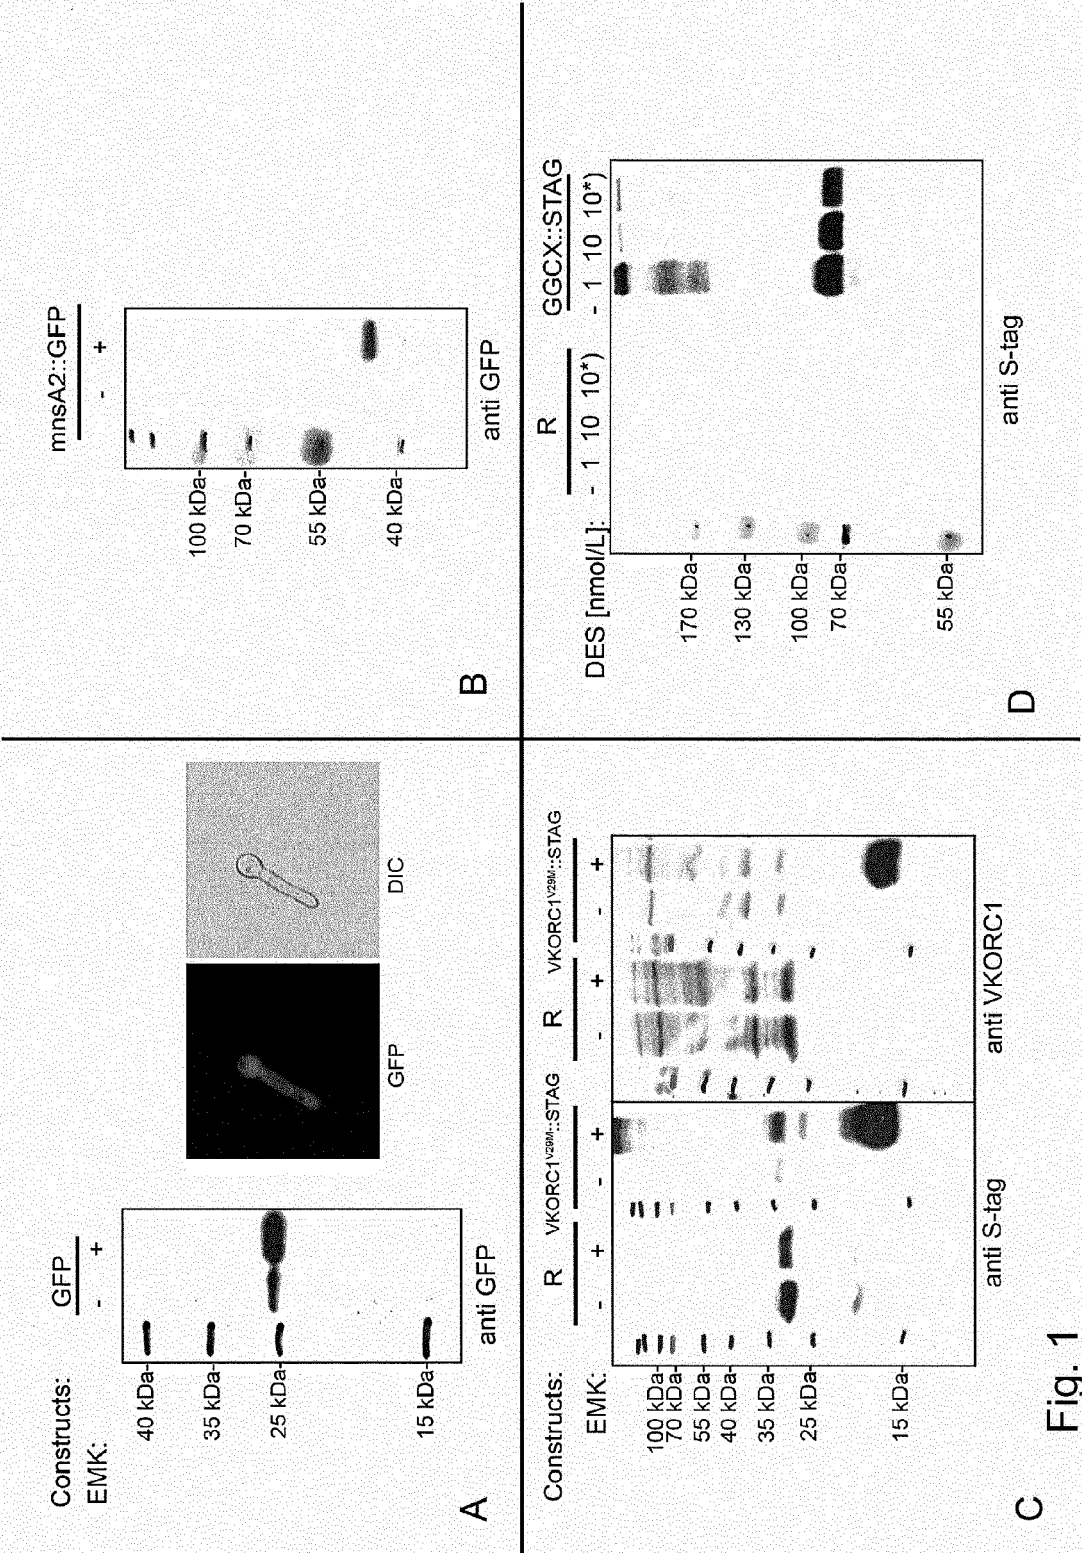 Constructs:
GFP
EMK:
- +
40 kDa-
35 kDa-
25 kDa-
15 kDa-
anti GFP
GFP
DIC
A
mnsA2::GFP
- +
100 kDa-
70 kDa-
55 kDa-
40 kDa-
anti GFP
B
Constructs:
R
VKORC1V29M::STAG
R
VKORC1V29M::STAG
EMK:
- + - + - + - +
100 kDa-
70 kDa-
55 kDa-
40 kDa-
35 kDa-
25 kDa-
15 kDa-
anti S-tag
anti VKORC1
C
R
GGCX::STAG
DES [nmol/L]:
- 1 10 10*)
- 1 10 10*)
170 kDa-
130 kDa-
100 kDa-
70 kDa-
55 kDa-
anti S-tag
D
Fig. 1